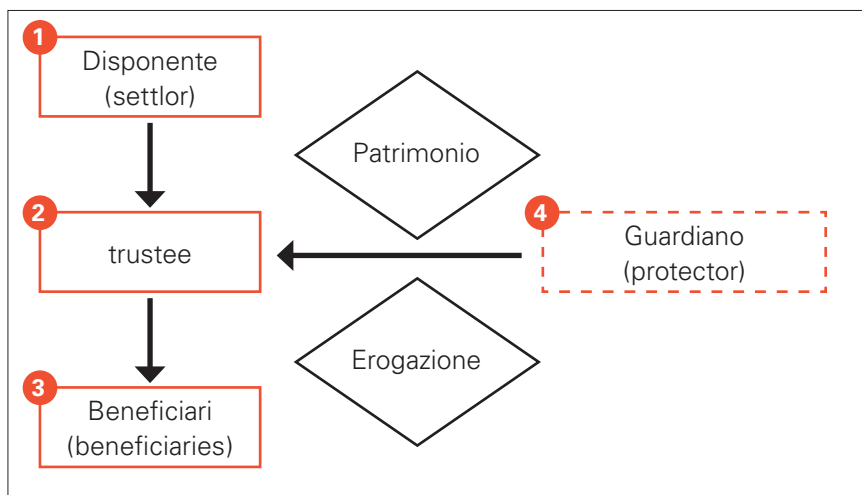 1
Disponente
(settlor)
Patrimonio
2
trustee
4
Guardiano
(protector)
Erogazione
3
Beneficiari
(beneficiaries)